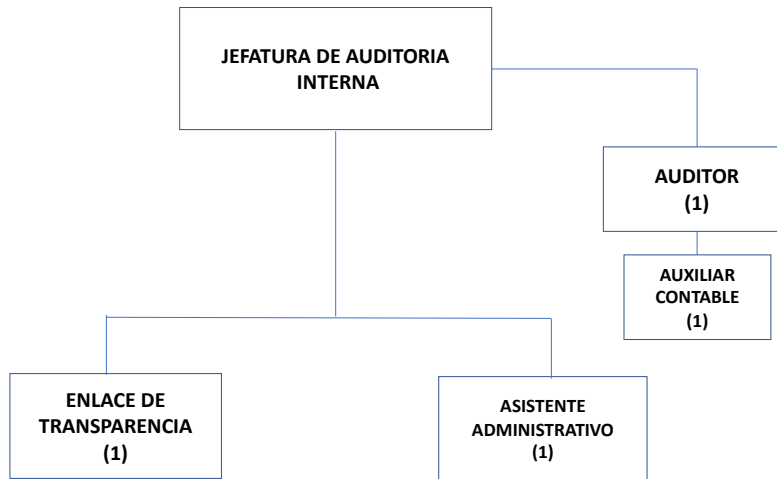 JEFATURA DE AUDITORIA
INTERNA
AUDITOR
(1)
AUXILIAR
CONTABLE
(1)
ENLACE DE
TRANSPARENCIA
(1)
ASISTENTE
ADMINISTRATIVO
(1)